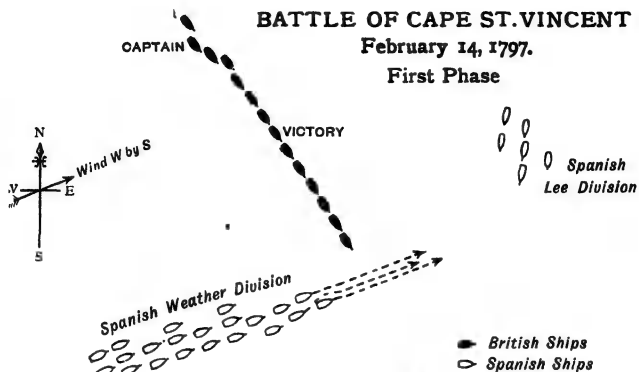 BATTLE OF CAPE ST.VINCENT
February 14, 1797.
First Phase
CAPTAIN
VICTORY
N
Wind W by S
W E
S
Spanish
Lee Division
Spanish Weather Division
British Ships
Spanish Ships